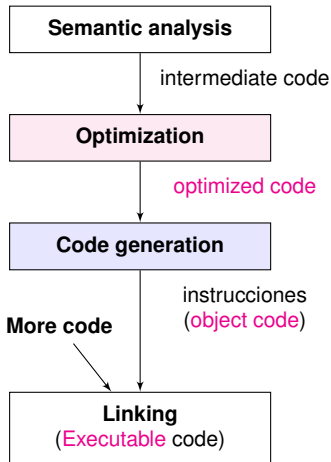 Semantic analysis
intermediate code
Optimization
optimized code
Code generation
instrucciones
(object code)
More code
Linking
(Executable code)